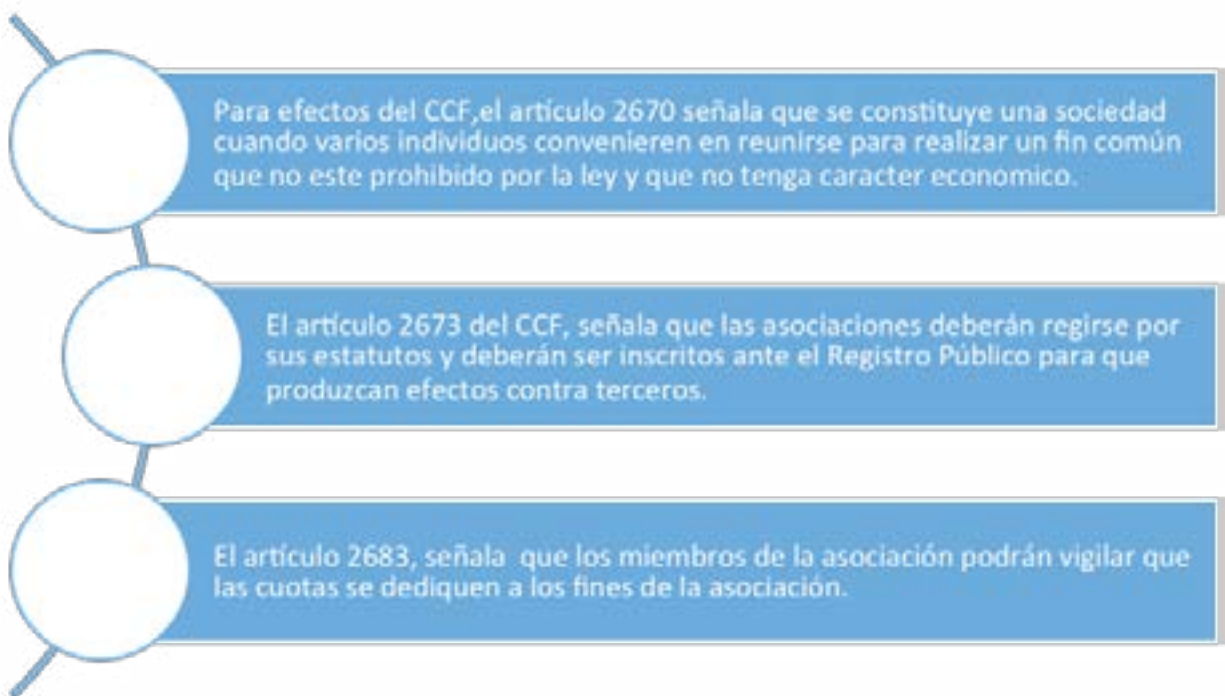 Para efectos del CCF,el artículo 2670 señala que se constituye una sociedad
cuando varios individuos convenieren en reunirse para realizar un fin común
que no este prohibido por la ley y que no tenga caracter economico.
El artículo 2673 del CCF, señala que las asociaciones deberán regirse por
sus estatutos y deberán ser inscritos ante el Registro Público para que
produzcan efectos contra terceros.
El artículo 2683, señala  que los miembros de la asociación podrán vigilar que
las cuotas se dediquen a los fines de la asociación.